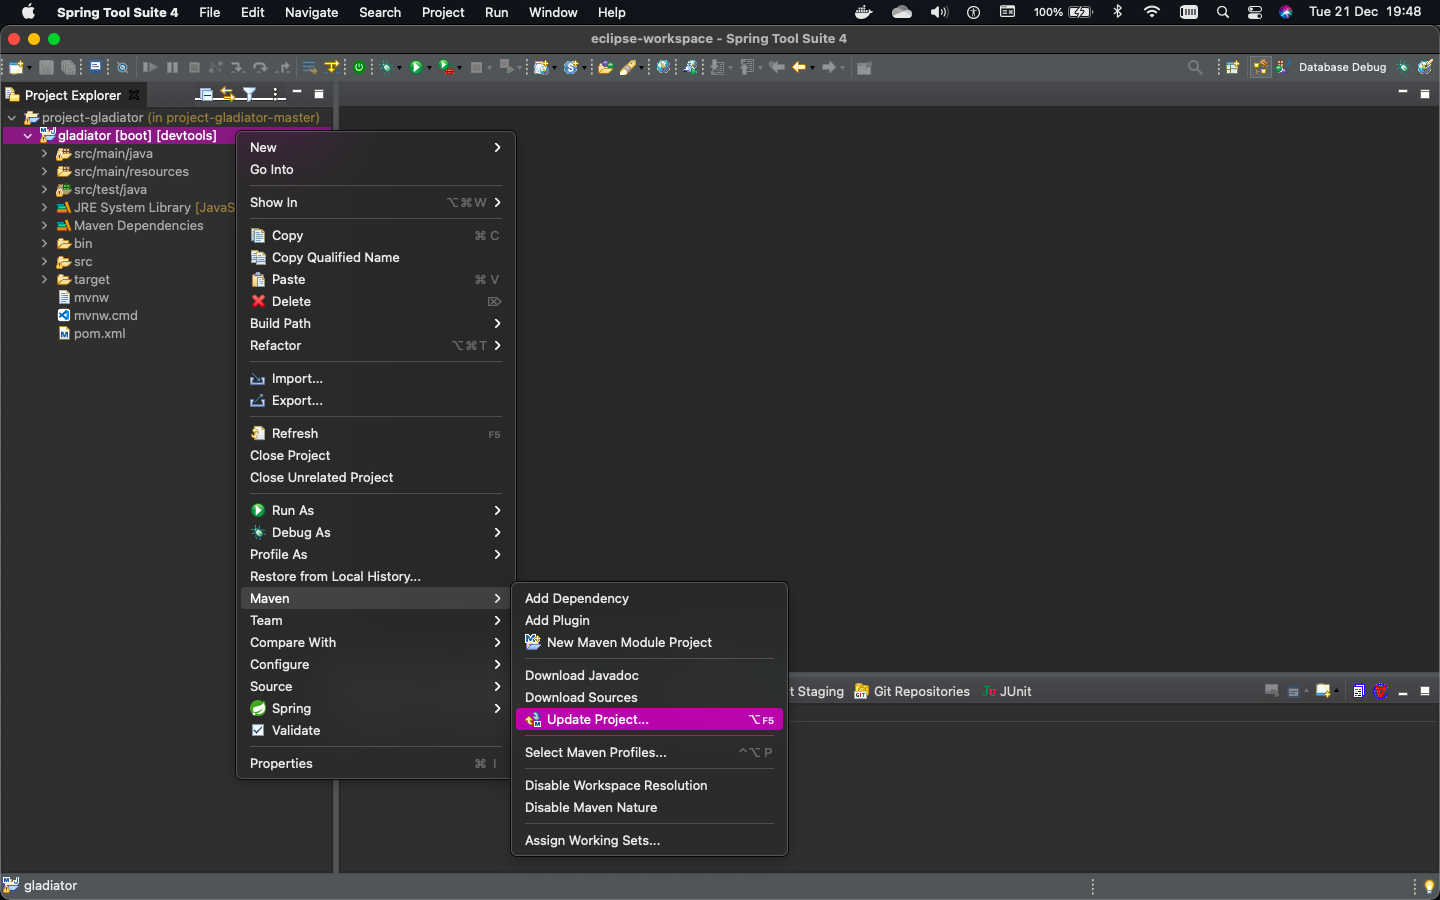 Spring Tool Suite 4 File Edit Navigate Search Project Run Window Help 100% Tue 21 Dec 19:48
eclipse-workspace - Spring Tool Suite 4
Database Debug
Project Explorer
project-gladiator (in project-gladiator-master)
gladiator [boot] [devtools]
src/main/java
src/main/resources
src/test/java
JRE System Library [JavaS
Maven Dependencies
bin
src
target
mvnw
mvnw.cmd
pom.xml
New
Go Into
Show In ⌥⌘W
Copy ⌘ C
Copy Qualified Name
Paste ⌘ V
Delete ⌦
Build Path
Refactor ⌥⌘T
Import...
Export...
Refresh F5
Close Project
Close Unrelated Project
Run As
Debug As
Profile As
Restore from Local History...
Maven
Team
Compare With
Configure
Source
Spring
Validate
Properties ⌘ I
Add Dependency
Add Plugin
New Maven Module Project
Download Javadoc
Download Sources
Update Project... ⌥F5
Select Maven Profiles... ^⌥P
Disable Workspace Resolution
Disable Maven Nature
Assign Working Sets...
t Staging Git Repositories JUnit
gladiator